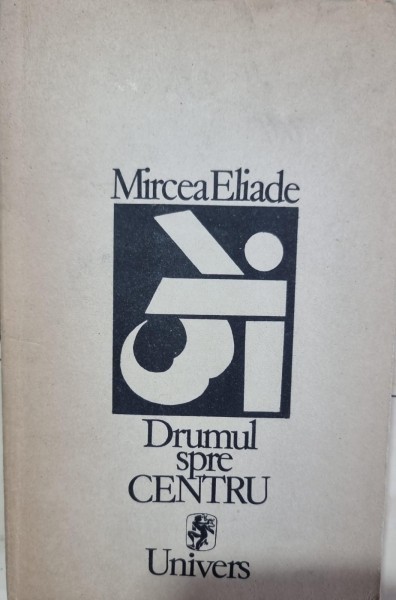 Mircea Eliade
Drumul
spre
CENTRU
Univers